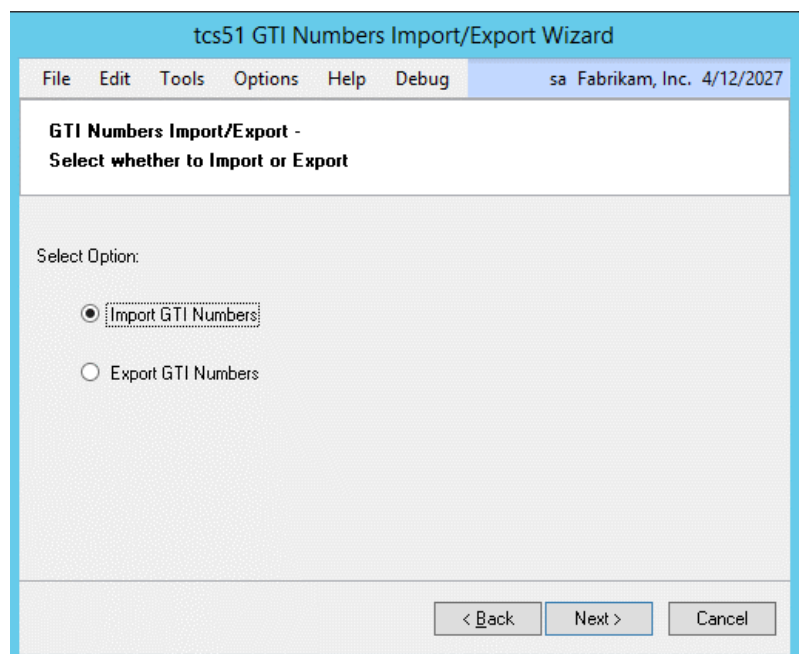 tcs51 GTI Numbers Import/Export Wizard
File Edit Tools Options Help Debug sa Fabrikam, Inc. 4/12/2027
GTI Numbers Import/Export -
Select whether to Import or Export
Select Option:
Import GTI Numbers
Export GTI Numbers
< Back Next > Cancel